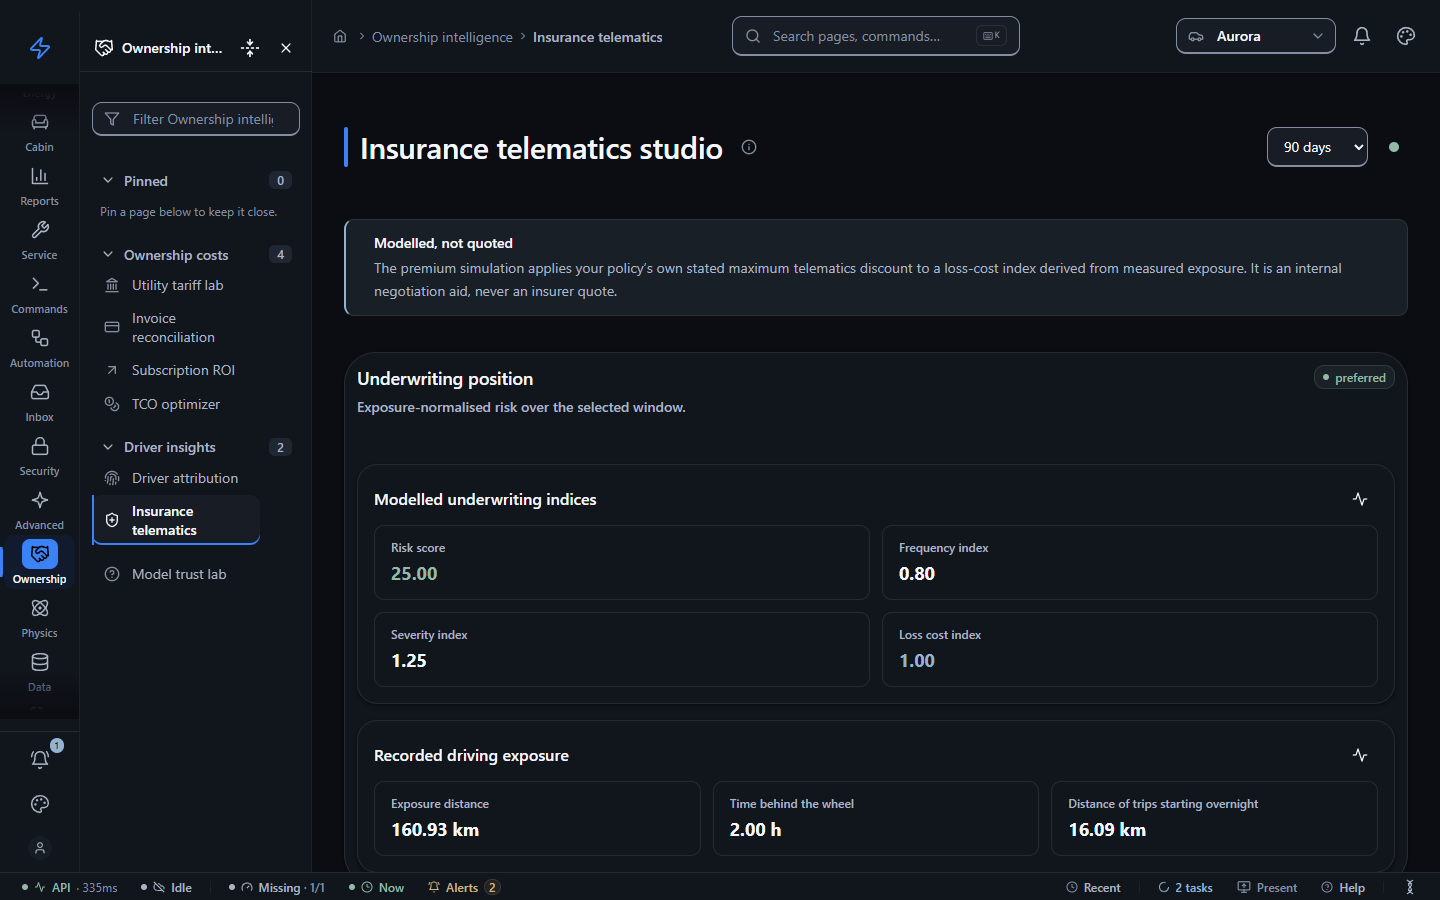 Ownership int...
Ownership intelligence
Insurance telematics
Search pages, commands...
K
Aurora
Cabin
Reports
Service
Commands
Automation
Inbox
Security
Advanced
Ownership
Physics
Data
1
Filter Ownership intelli
Pinned
0
Pin a page below to keep it close.
Ownership costs
4
Utility tariff lab
Invoice
reconciliation
Subscription ROI
TCO optimizer
Driver insights
2
Driver attribution
Insurance
telematics
Model trust lab
Insurance telematics studio
90 days
Modelled, not quoted
The premium simulation applies your policy's own stated maximum telematics discount to a loss-cost index derived from measured exposure. It is an internal
negotiation aid, never an insurer quote.
Underwriting position
preferred
Exposure-normalised risk over the selected window.
Modelled underwriting indices
Risk score
25.00
Frequency index
0.80
Severity index
1.25
Loss cost index
1.00
Recorded driving exposure
Exposure distance
160.93 km
Time behind the wheel
2.00 h
Distance of trips starting overnight
16.09 km
API · 335ms
Idle
Missing · 1/1
Now
Alerts 2
Recent
2 tasks
Present
Help